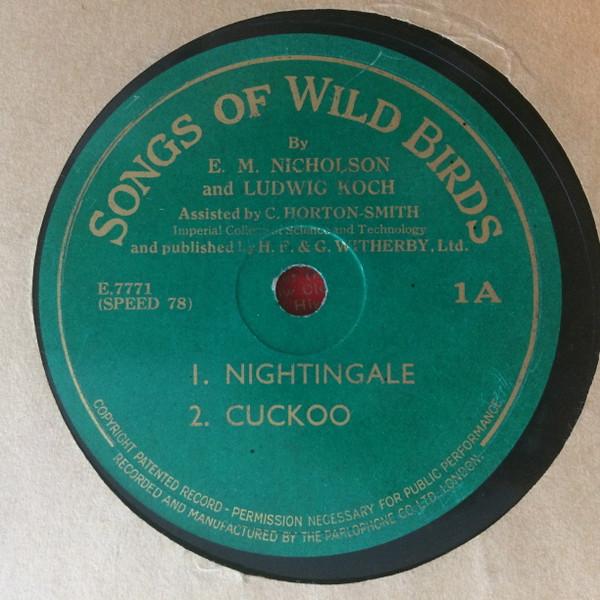 SONGS OF WILD BIRDS
By
E. M. NICHOLSON
and LUDWIG KOCH
Assisted by C. HORTON-SMITH
Imperial College of Science and Technology
and published by H. F. & G. WITHERBY, Ltd.
E.7771
(SPEED 78)
1A
1. NIGHTINGALE
2. CUCKOO
COPYRIGHT PATENTED RECORD - PERMISSION NECESSARY FOR PUBLIC PERFORMANCE
RECORDED AND MANUFACTURED BY THE PARLOPHONE CO. LTD. LONDON.